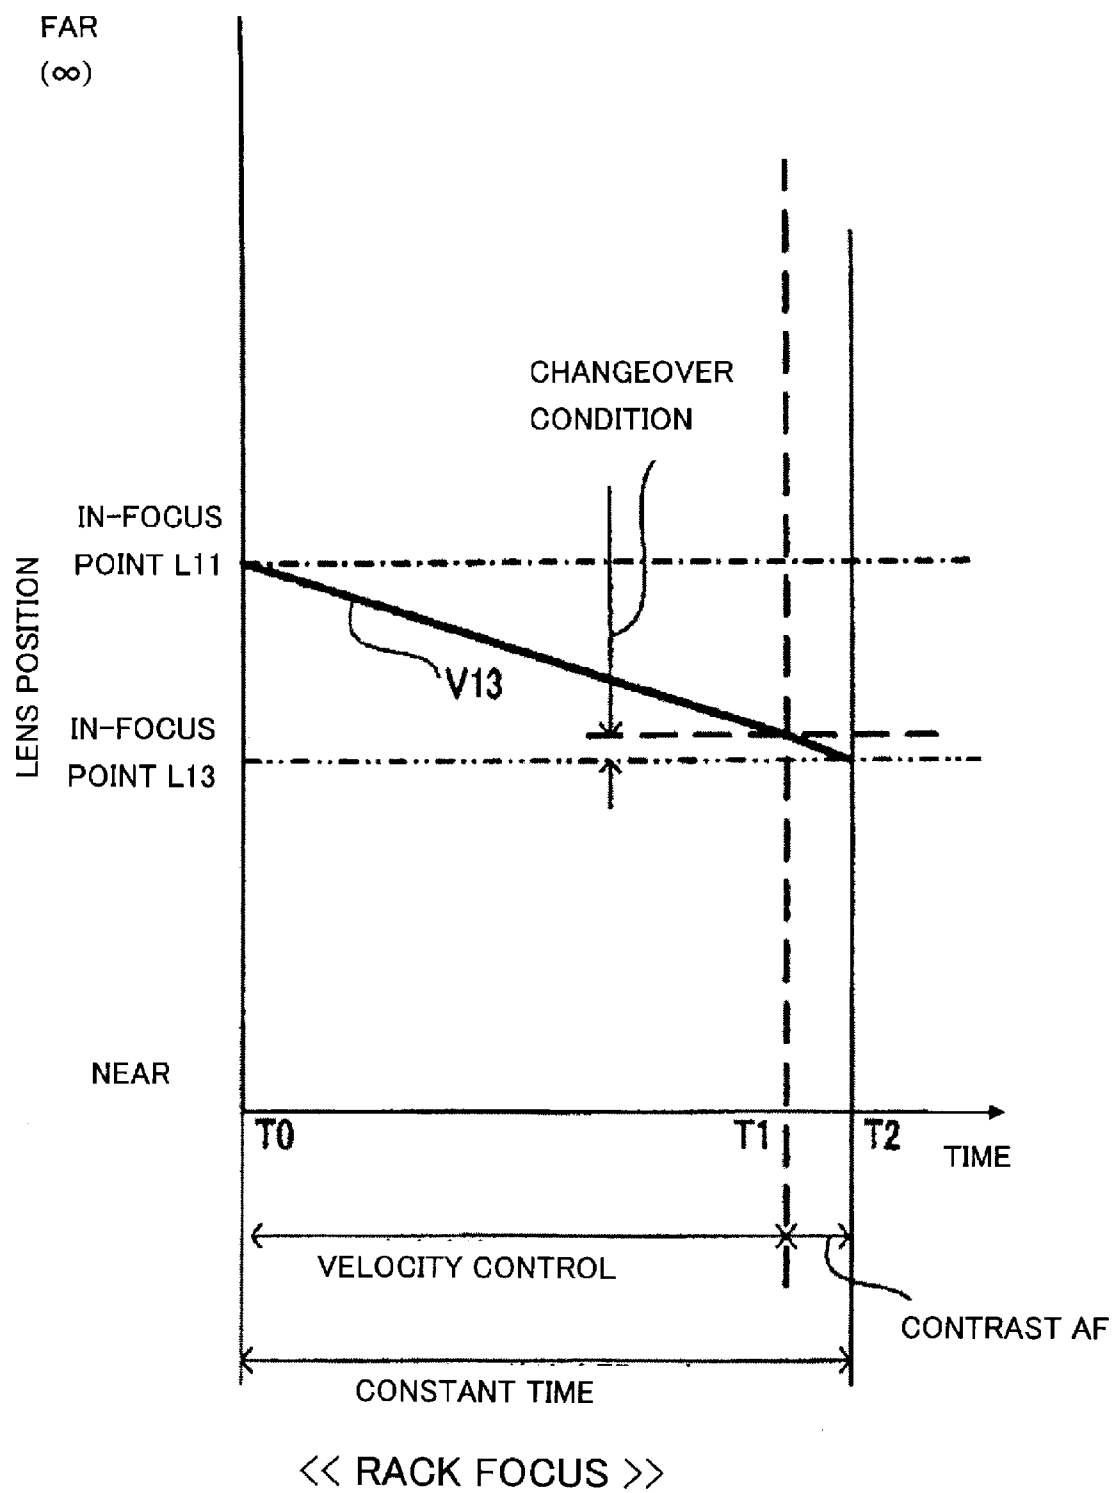 FAR
(∞)
CHANGEOVER
CONDITION
IN-FOCUS
POINT L11
LENS POSITION
V13
IN-FOCUS
POINT L13
NEAR
T0
T1
T2
TIME
VELOCITY CONTROL
CONTRAST AF
CONSTANT TIME
<< RACK FOCUS >>